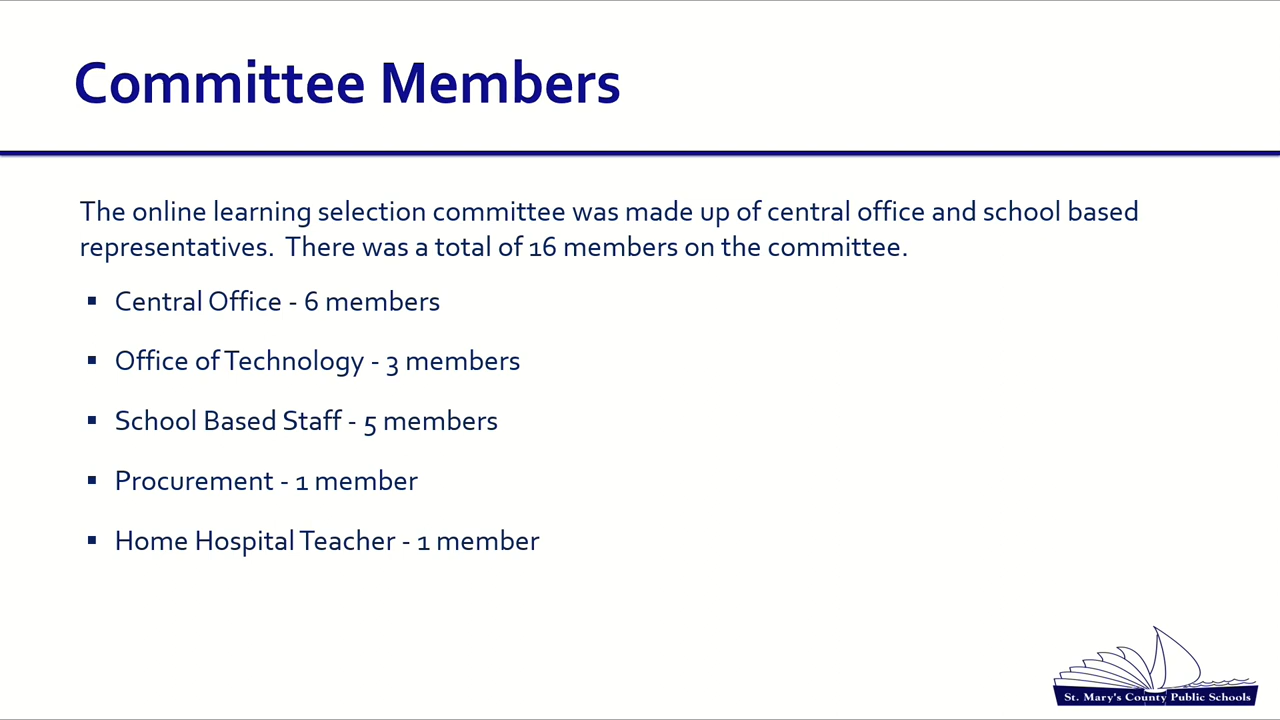 Committee Members
The online learning selection committee was made up of central office and school based
representatives.  There was a total of 16 members on the committee.
▪ Central Office - 6 members
▪ Office of Technology - 3 members
▪ School Based Staff - 5 members
▪ Procurement - 1 member
▪ Home Hospital Teacher - 1 member
St. Mary's County Public Schools